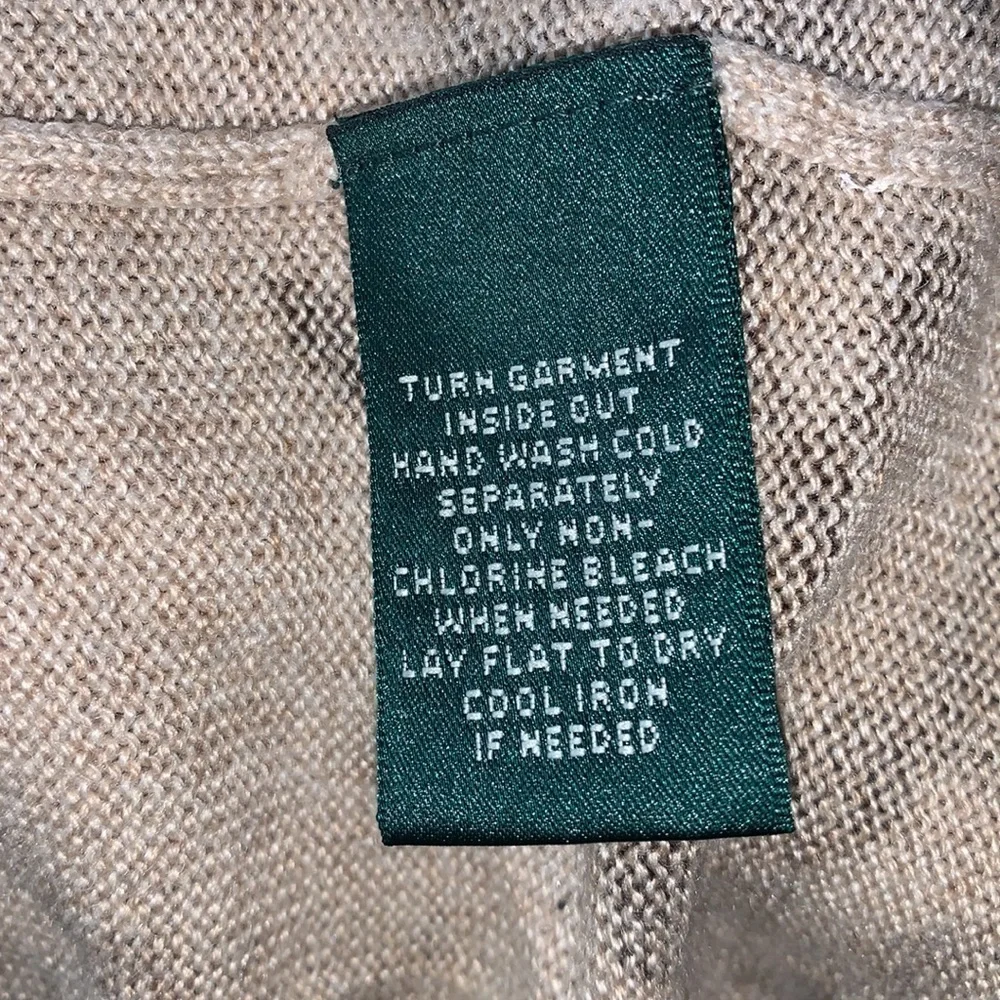 TURN GARMENT
INSIDE OUT
HAND WASH COLD
SEPARATELY
ONLY NON-
CHLORINE BLEACH
WHEN NEEDED
LAY FLAT TO DRY
COOL IRON
IF NEEDED